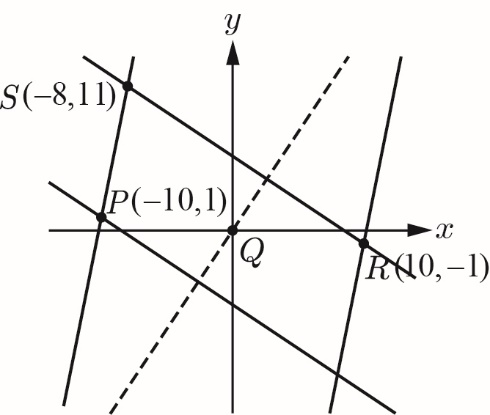 y
S(−8,11)
P(−10,1)
x
Q
R(10,−1)